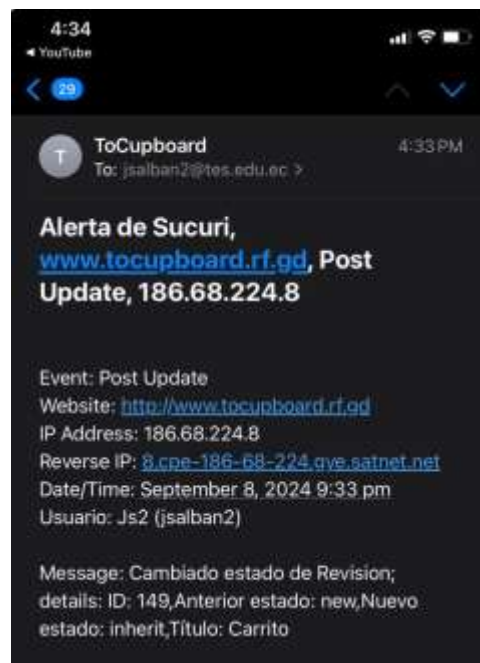 4:34
◀ YouTube
29
T
ToCupboard
4:33 PM
To: jsalban2@tes.edu.ec >
Alerta de Sucuri,
www.tocupboard.rf.gd, Post
Update, 186.68.224.8
Event: Post Update
Website: http://www.tocupboard.rf.gd
IP Address: 186.68.224.8
Reverse IP: 8.cpe-186-68-224.gye.satnet.net
Date/Time: September 8, 2024 9:33 pm
Usuario: Js2 (jsalban2)
Message: Cambiado estado de Revision;
details: ID: 149,Anterior estado: new,Nuevo
estado: inherit,Título: Carrito